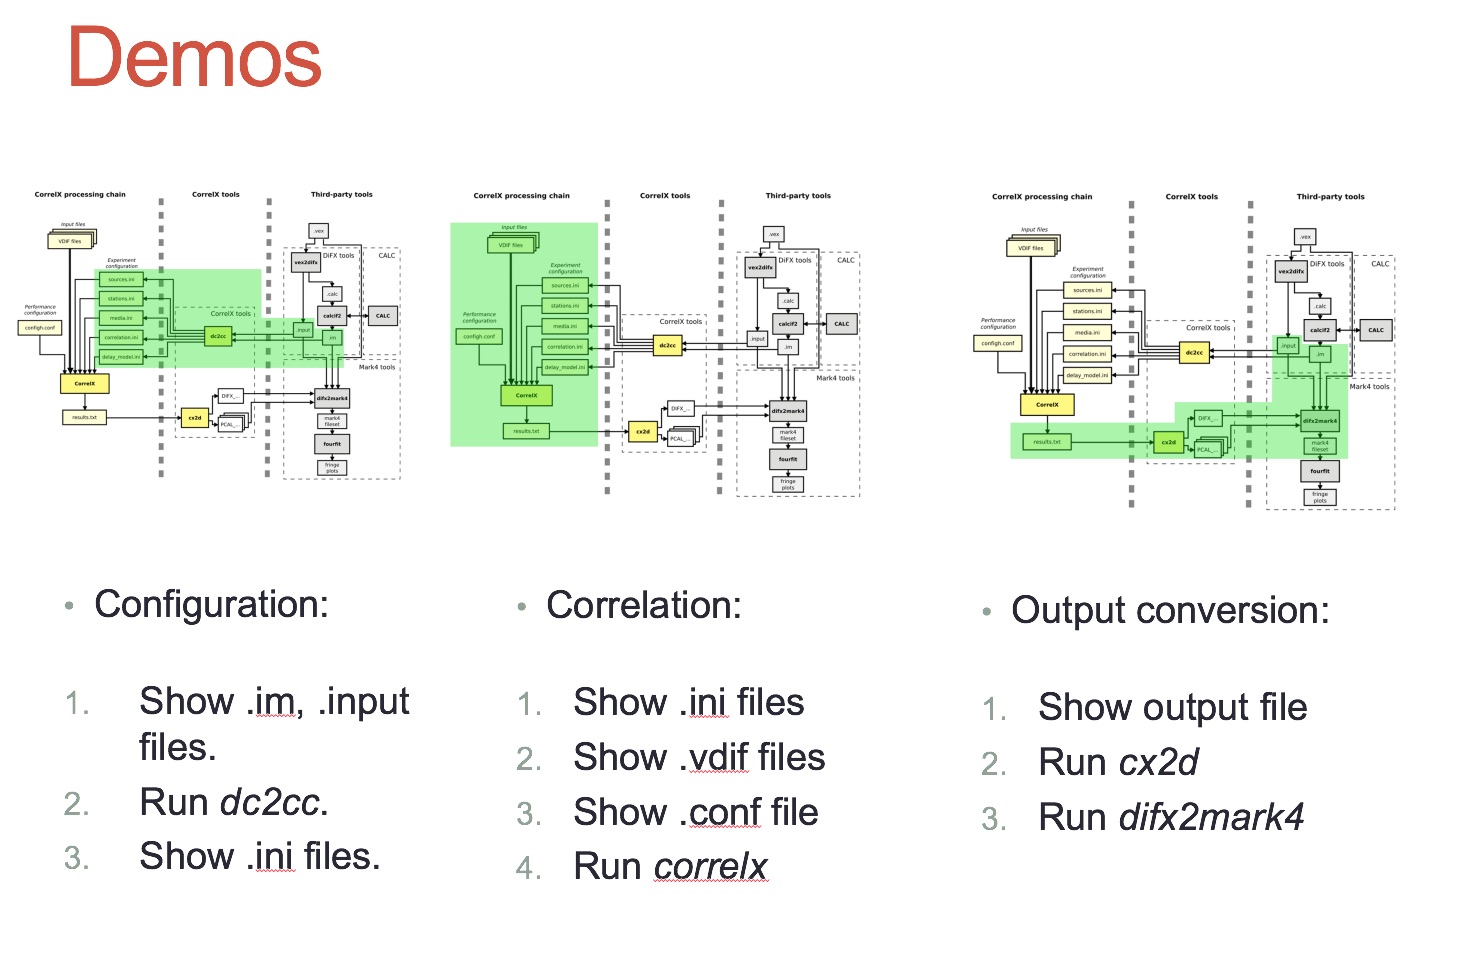 Demos
CorrelX processing chain
CorrelX tools
Third-party tools
Input files
VDIF files
Experiment
configuration
sources.ini
stations.ini
media.ini
correlation.ini
delay_model.ini
Performance
configuration
configh.conf
CorrelX
results.txt
CorrelX tools
dc2cc
cx2d
DiFX_...
PCAL_...
.vex
DiFX tools
CALC
vex2difx
.calc
calcif2
CALC
.input
.im
Mark4 tools
difx2mark4
mark4
fileset
fourfit
fringe
plots
CorrelX processing chain
CorrelX tools
Third-party tools
Input files
VDIF files
Experiment
configuration
sources.ini
stations.ini
media.ini
correlation.ini
delay_model.ini
Performance
configuration
configh.conf
CorrelX
results.txt
CorrelX tools
dc2cc
cx2d
DiFX_...
PCAL_...
.vex
DiFX tools
CALC
vex2difx
.calc
calcif2
CALC
.input
.im
Mark4 tools
difx2mark4
mark4
fileset
fourfit
fringe
plots
CorrelX processing chain
CorrelX tools
Third-party tools
Input files
VDIF files
Experiment
configuration
sources.ini
stations.ini
media.ini
correlation.ini
delay_model.ini
Performance
configuration
configh.conf
CorrelX
results.txt
CorrelX tools
dc2cc
cx2d
DiFX_...
PCAL_...
.vex
DiFX tools
CALC
vex2difx
.calc
calcif2
CALC
.input
.im
Mark4 tools
difx2mark4
mark4
fileset
fourfit
fringe
plots
• Configuration:
1. Show .im, .input
files.
2. Run dc2cc.
3. Show .ini files.
• Correlation:
1. Show .ini files
2. Show .vdif files
3. Show .conf file
4. Run correlx
• Output conversion:
1. Show output file
2. Run cx2d
3. Run difx2mark4